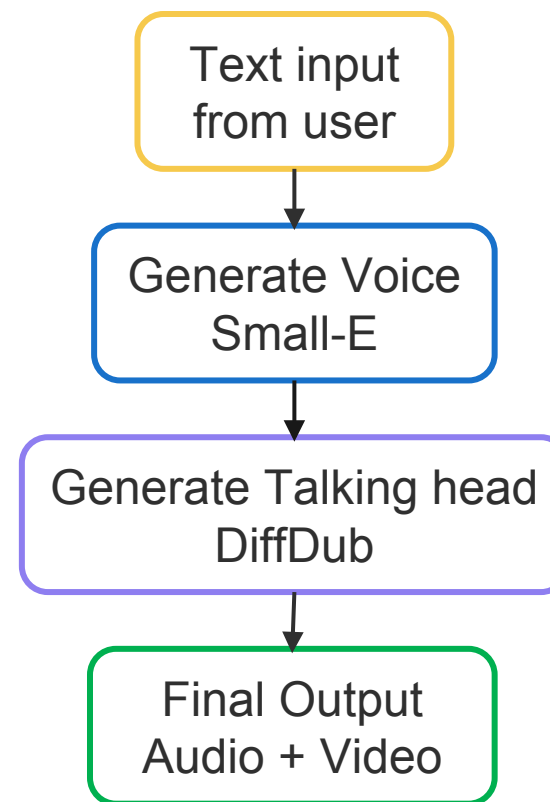 Text input
from user
Generate Voice
Small-E
Generate Talking head
DiffDub
Final Output
Audio + Video